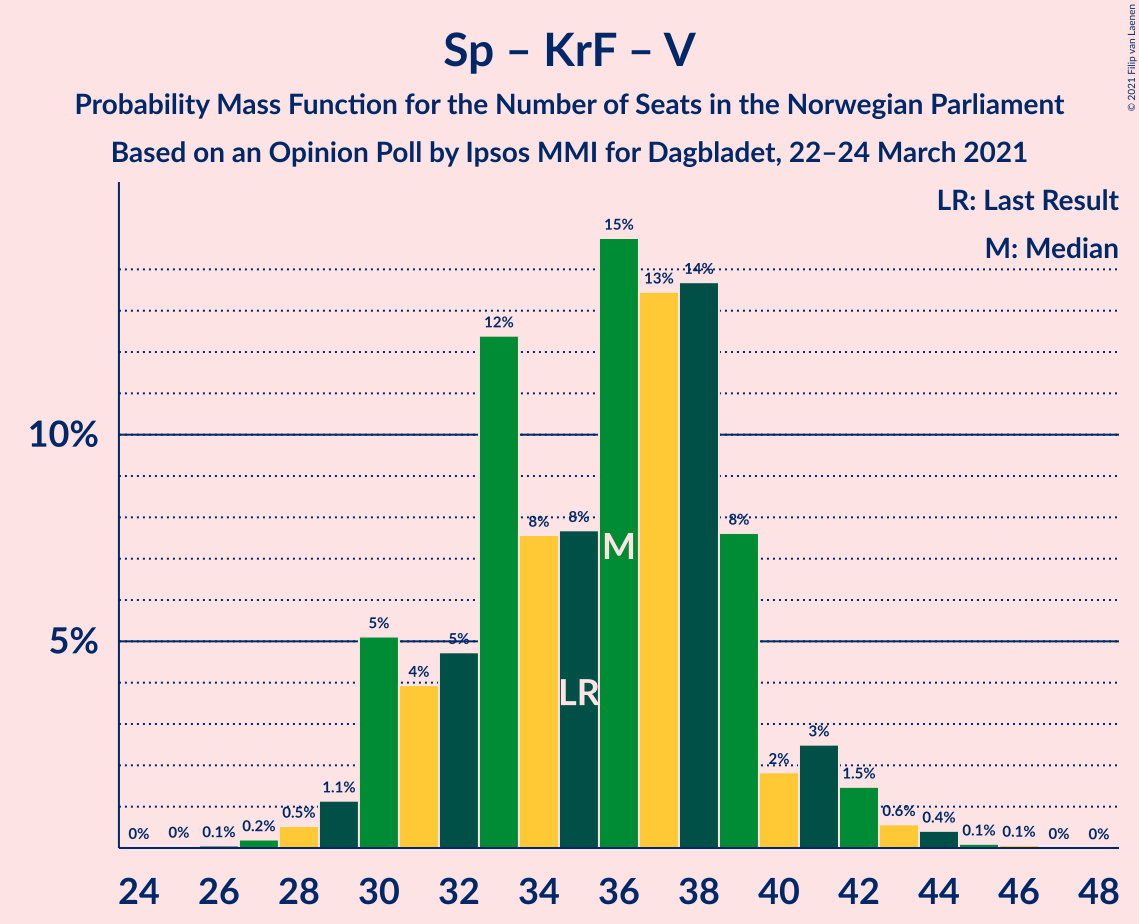 © 2021 Filip van Laenen
Sp – KrF – V
Probability Mass Function for the Number of Seats in the Norwegian Parliament
Based on an Opinion Poll by Ipsos MMI for Dagbladet, 22–24 March 2021
LR: Last Result
M: Median
10%
5%
0% 0% 0.1% 0.2% 0.5% 1.1% 5% 4% 5% 12% 8% 8% 15% 13% 14% 8% 2% 3% 1.5% 0.6% 0.4% 0.1% 0.1% 0% 0%
M
LR
24 26 28 30 32 34 36 38 40 42 44 46 48